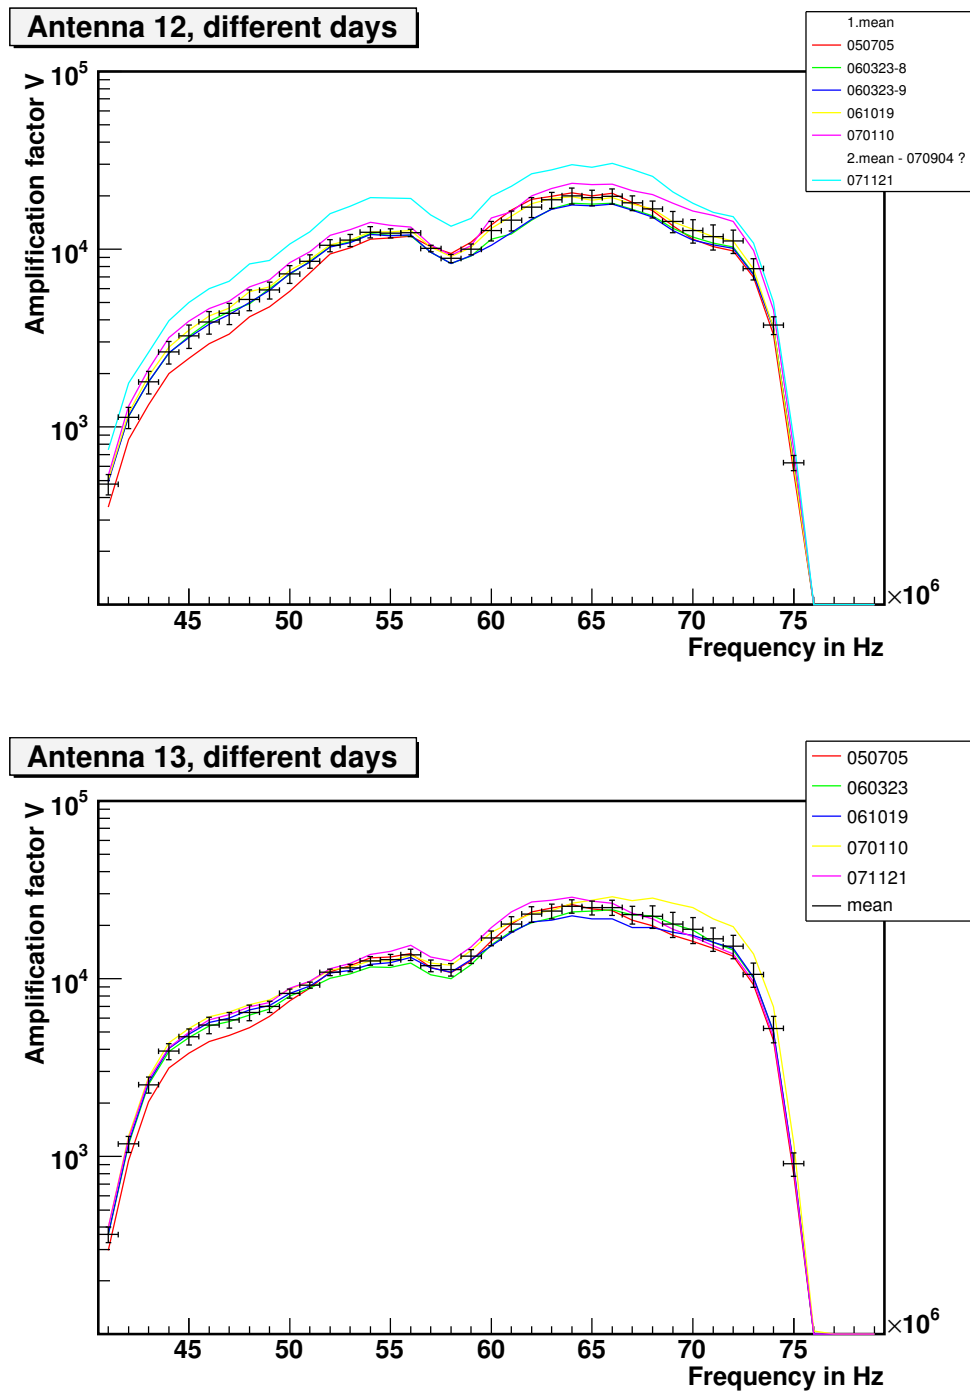 Antenna 12, different days
1.mean
050705
060323-8
060323-9
061019
070110
2.mean - 070904 ?
071121
Amplification factor V
10^5
10^4
10^3
45 50 55 60 65 70 75
×10^6
Frequency in Hz
Antenna 13, different days
050705
060323
061019
070110
071121
mean
Amplification factor V
10^5
10^4
10^3
45 50 55 60 65 70 75
×10^6
Frequency in Hz